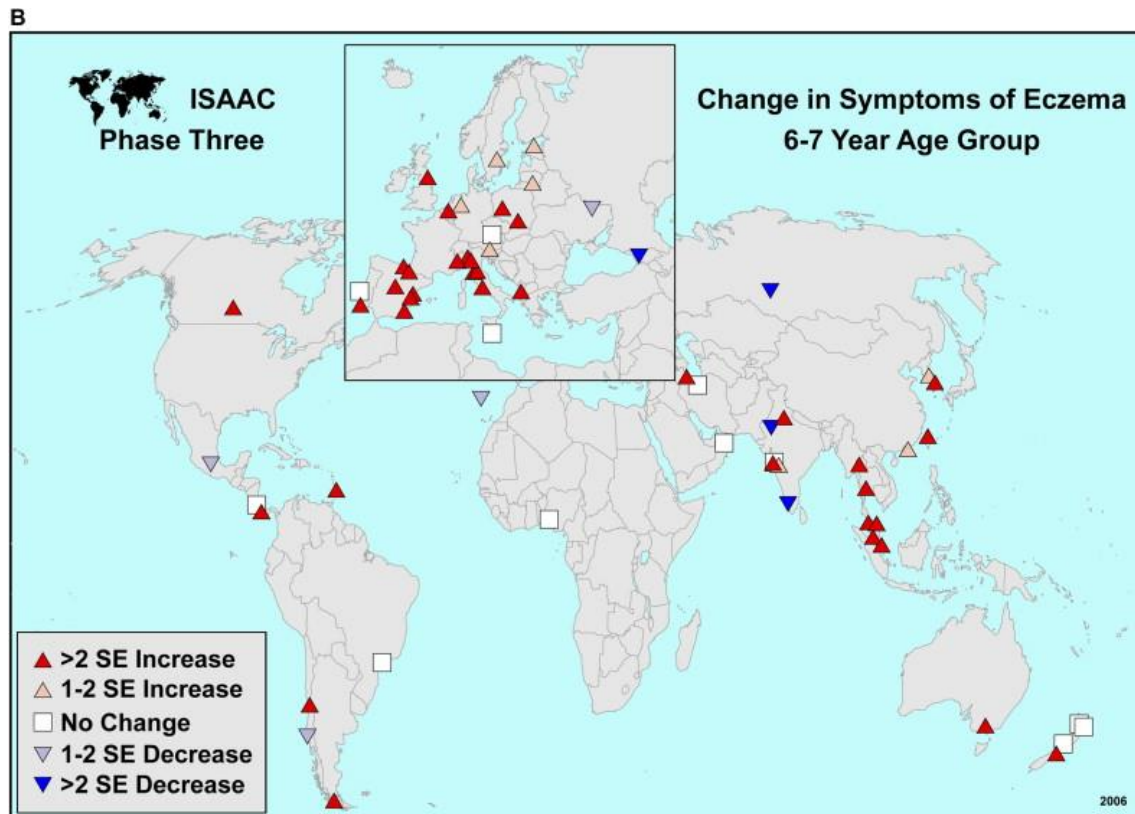 B
ISAAC
Phase Three
Change in Symptoms of Eczema
6-7 Year Age Group
>2 SE Increase
1-2 SE Increase
No Change
1-2 SE Decrease
>2 SE Decrease
2006